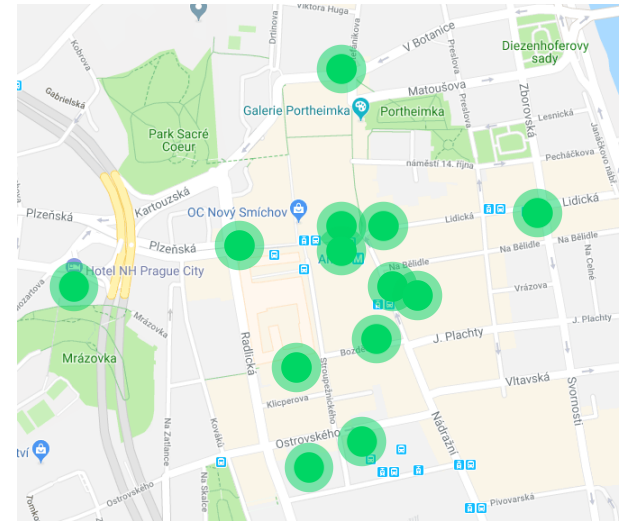 Viktora Huga
V Botanice
Diezenhoferovy
sady
Kobrova
Drtinova
Preslova
Matoušova
Gabrielská
Galerie Portheimka
Portheimka
Preslova
Zborovská
Lesnická
Janáčkovo nábř.
Park Sacré
Coeur
Pecháčkova
náměstí 14. října
Kartouzská
Plzeňská
OC Nový Smíchov
Lidická
Lidická
Plzeňská
Na Bělidle
Na Bělidle
Na Celné
Hotel NH Prague City
Mozartova
Vrázova
Mrázovka
J. Plachty
J. Plachty
Mrázovka
Radlická
Stroupežnického
Klicperova
Vltavská
Svornosti
Kováků
Nádražní
Na Zatlance
Ostrovského
Ostrovského
Na Skalce
Pivovarská